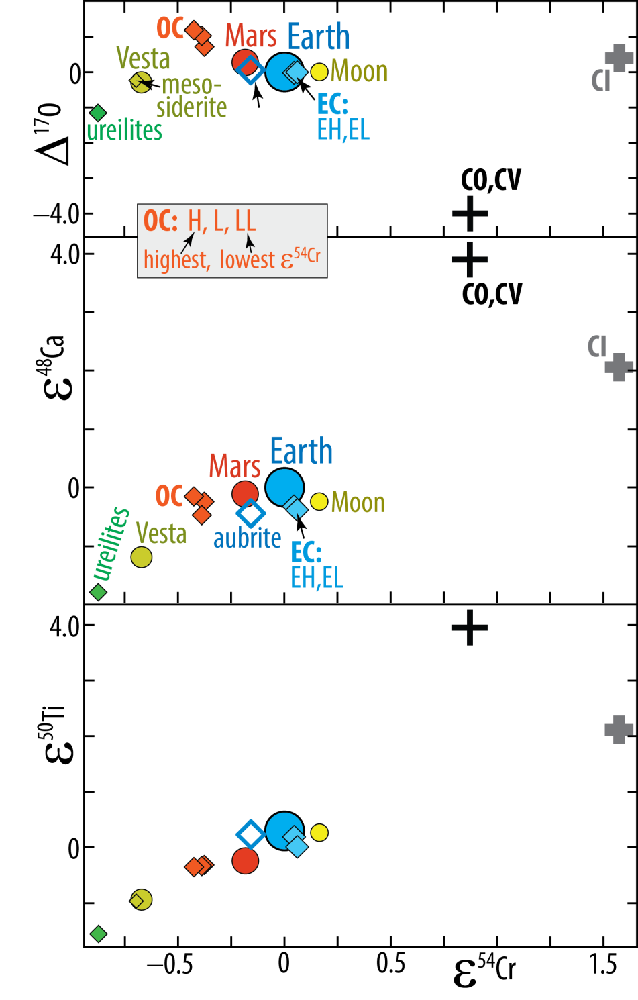 OC
Mars
Earth
Vesta
0
Moon
CI
meso-
siderite
EC:
EH,EL
ureilites
Δ¹⁷O
CO,CV
−4.0
OC: H, L, LL
highest, lowest ε⁵⁴Cr
4.0
CO,CV
CI
ε⁴⁸Ca
Earth
Mars
0
OC
Moon
ureilites
Vesta
aubrite
EC:
EH,EL
4.0
ε⁵⁰Ti
0
−0.5
0
0.5
ε⁵⁴Cr
1.5